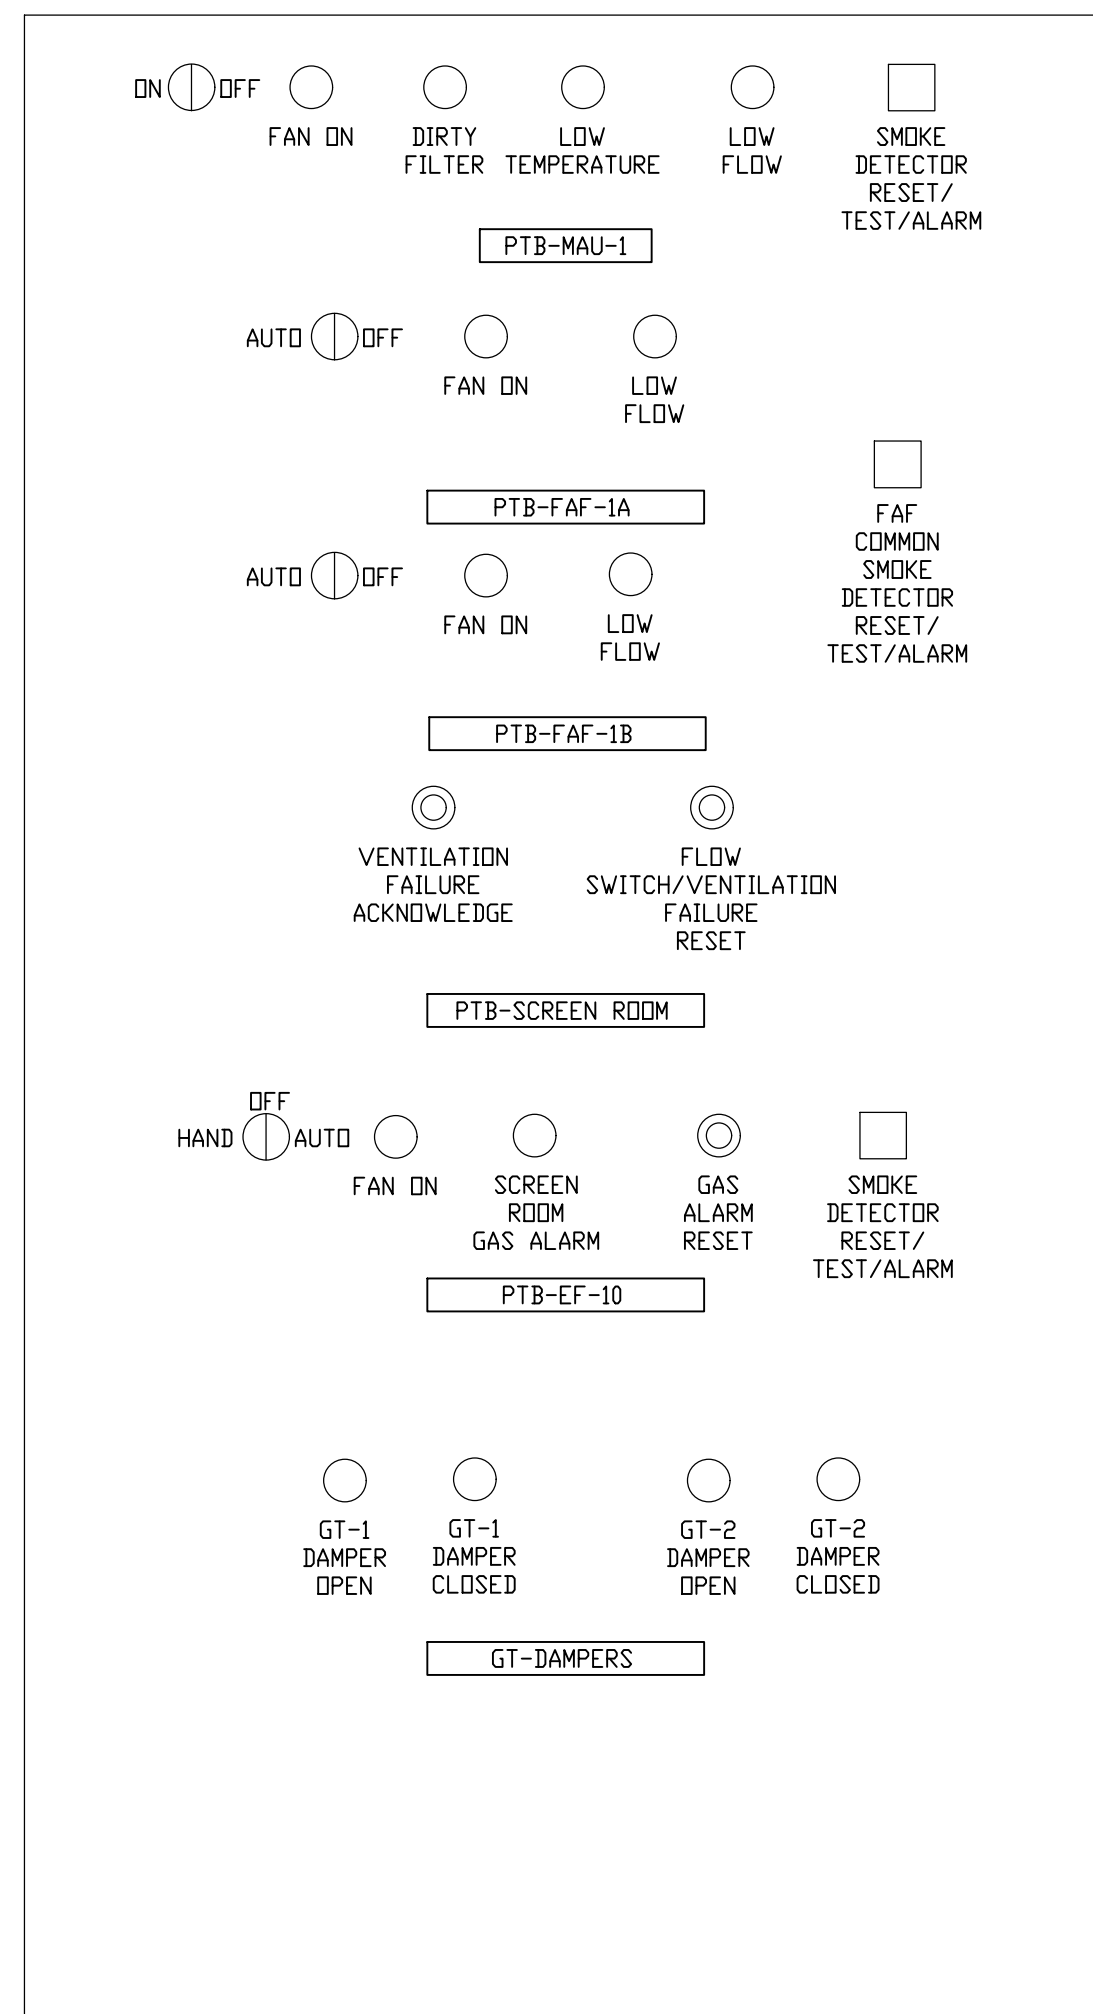 ON OFF
FAN ON
DIRTY
FILTER
LOW
TEMPERATURE
LOW
FLOW
SMOKE
DETECTOR
RESET/
TEST/ALARM
PTB-MAU-1
AUTO OFF
FAN ON
LOW
FLOW
PTB-FAF-1A
FAF
COMMON
SMOKE
DETECTOR
RESET/
TEST/ALARM
AUTO OFF
FAN ON
LOW
FLOW
PTB-FAF-1B
VENTILATION
FAILURE
ACKNOWLEDGE
FLOW
SWITCH/VENTILATION
FAILURE
RESET
PTB-SCREEN ROOM
OFF
HAND AUTO
FAN ON
SCREEN
ROOM
GAS ALARM
GAS
ALARM
RESET
SMOKE
DETECTOR
RESET/
TEST/ALARM
PTB-EF-10
GT-1
DAMPER
OPEN
GT-1
DAMPER
CLOSED
GT-2
DAMPER
OPEN
GT-2
DAMPER
CLOSED
GT-DAMPERS